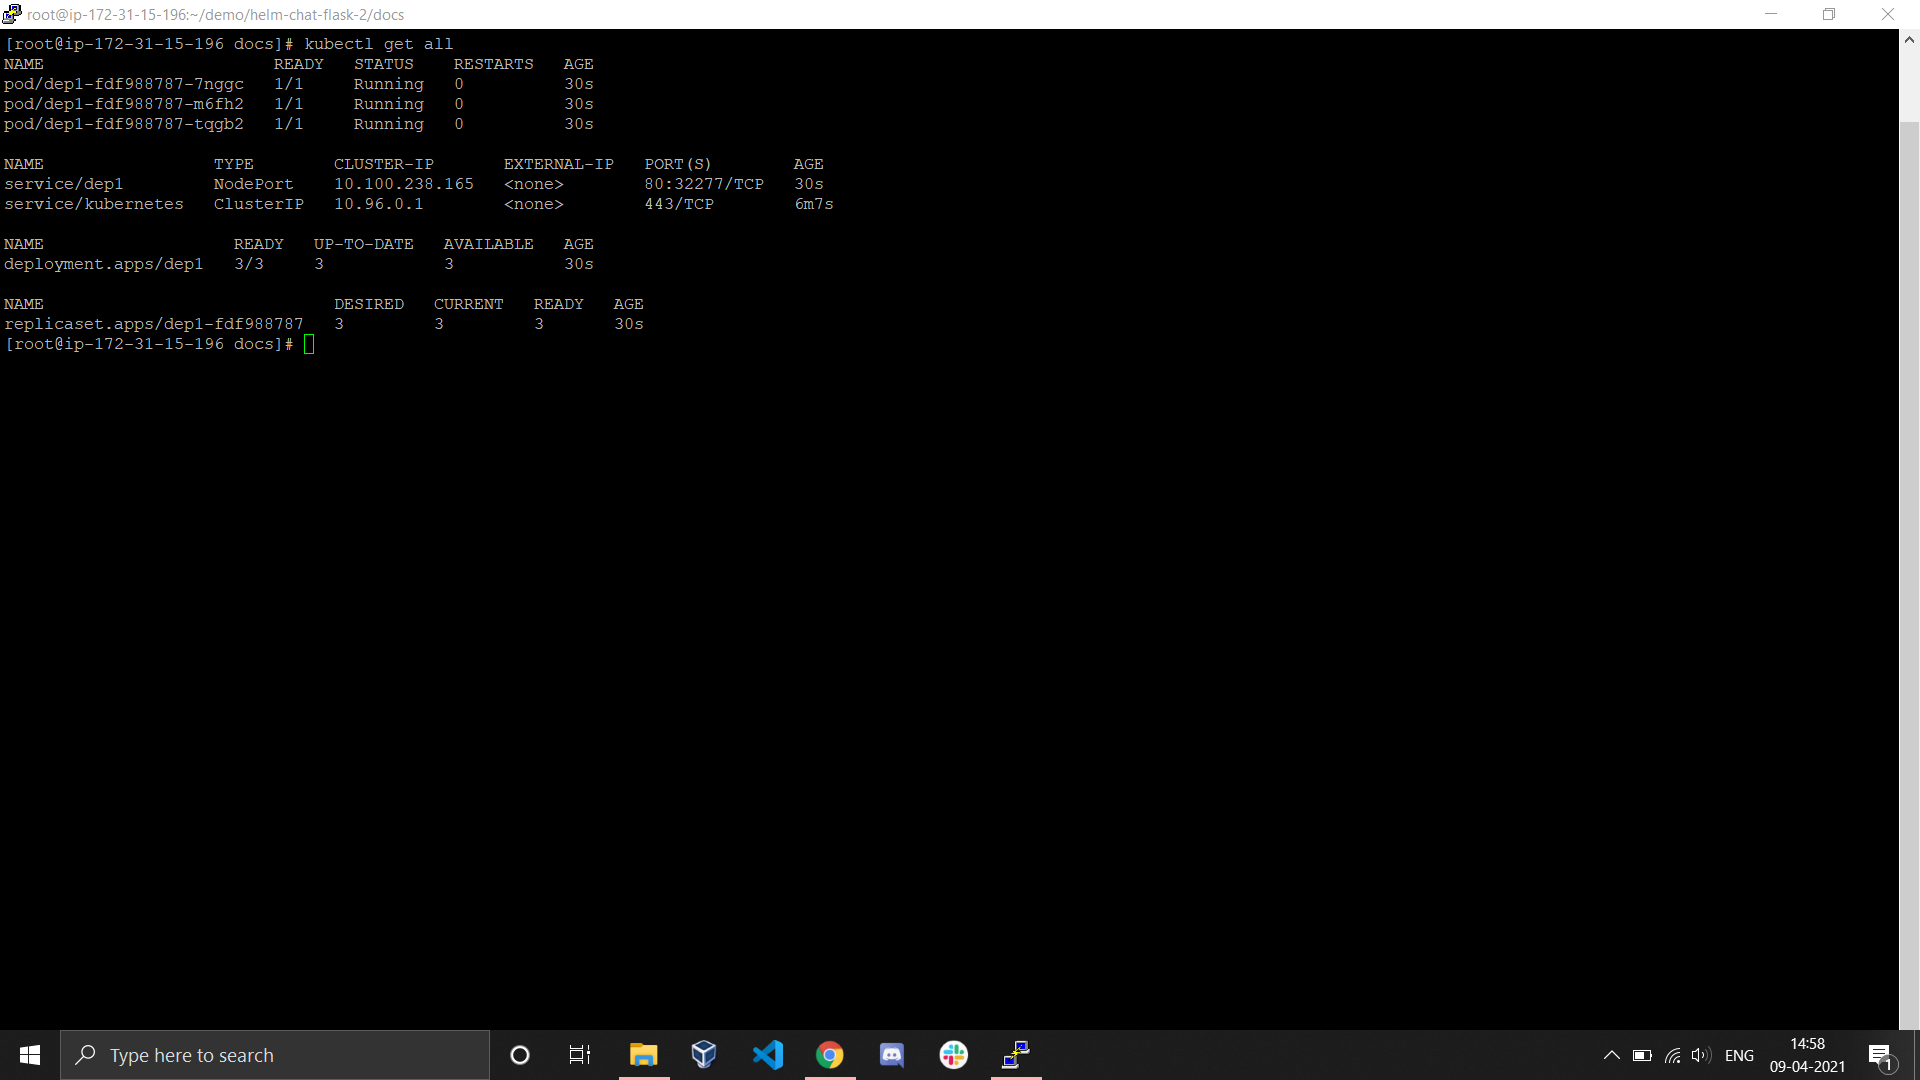 root@ip-172-31-15-196:~/demo/helm-chat-flask-2/docs
[root@ip-172-31-15-196 docs]# kubectl get all
NAME                       READY   STATUS    RESTARTS   AGE
pod/dep1-fdf988787-7nggc   1/1     Running   0          30s
pod/dep1-fdf988787-m6fh2   1/1     Running   0          30s
pod/dep1-fdf988787-tqgb2   1/1     Running   0          30s
NAME                 TYPE        CLUSTER-IP       EXTERNAL-IP   PORT(S)        AGE
service/dep1         NodePort    10.100.238.165   <none>        80:32277/TCP   30s
service/kubernetes   ClusterIP   10.96.0.1        <none>        443/TCP        6m7s
NAME                   READY   UP-TO-DATE   AVAILABLE   AGE
deployment.apps/dep1   3/3     3            3           30s
NAME                             DESIRED   CURRENT   READY   AGE
replicaset.apps/dep1-fdf988787   3         3         3       30s
[root@ip-172-31-15-196 docs]#
Type here to search
ENG
14:58
09-04-2021
1